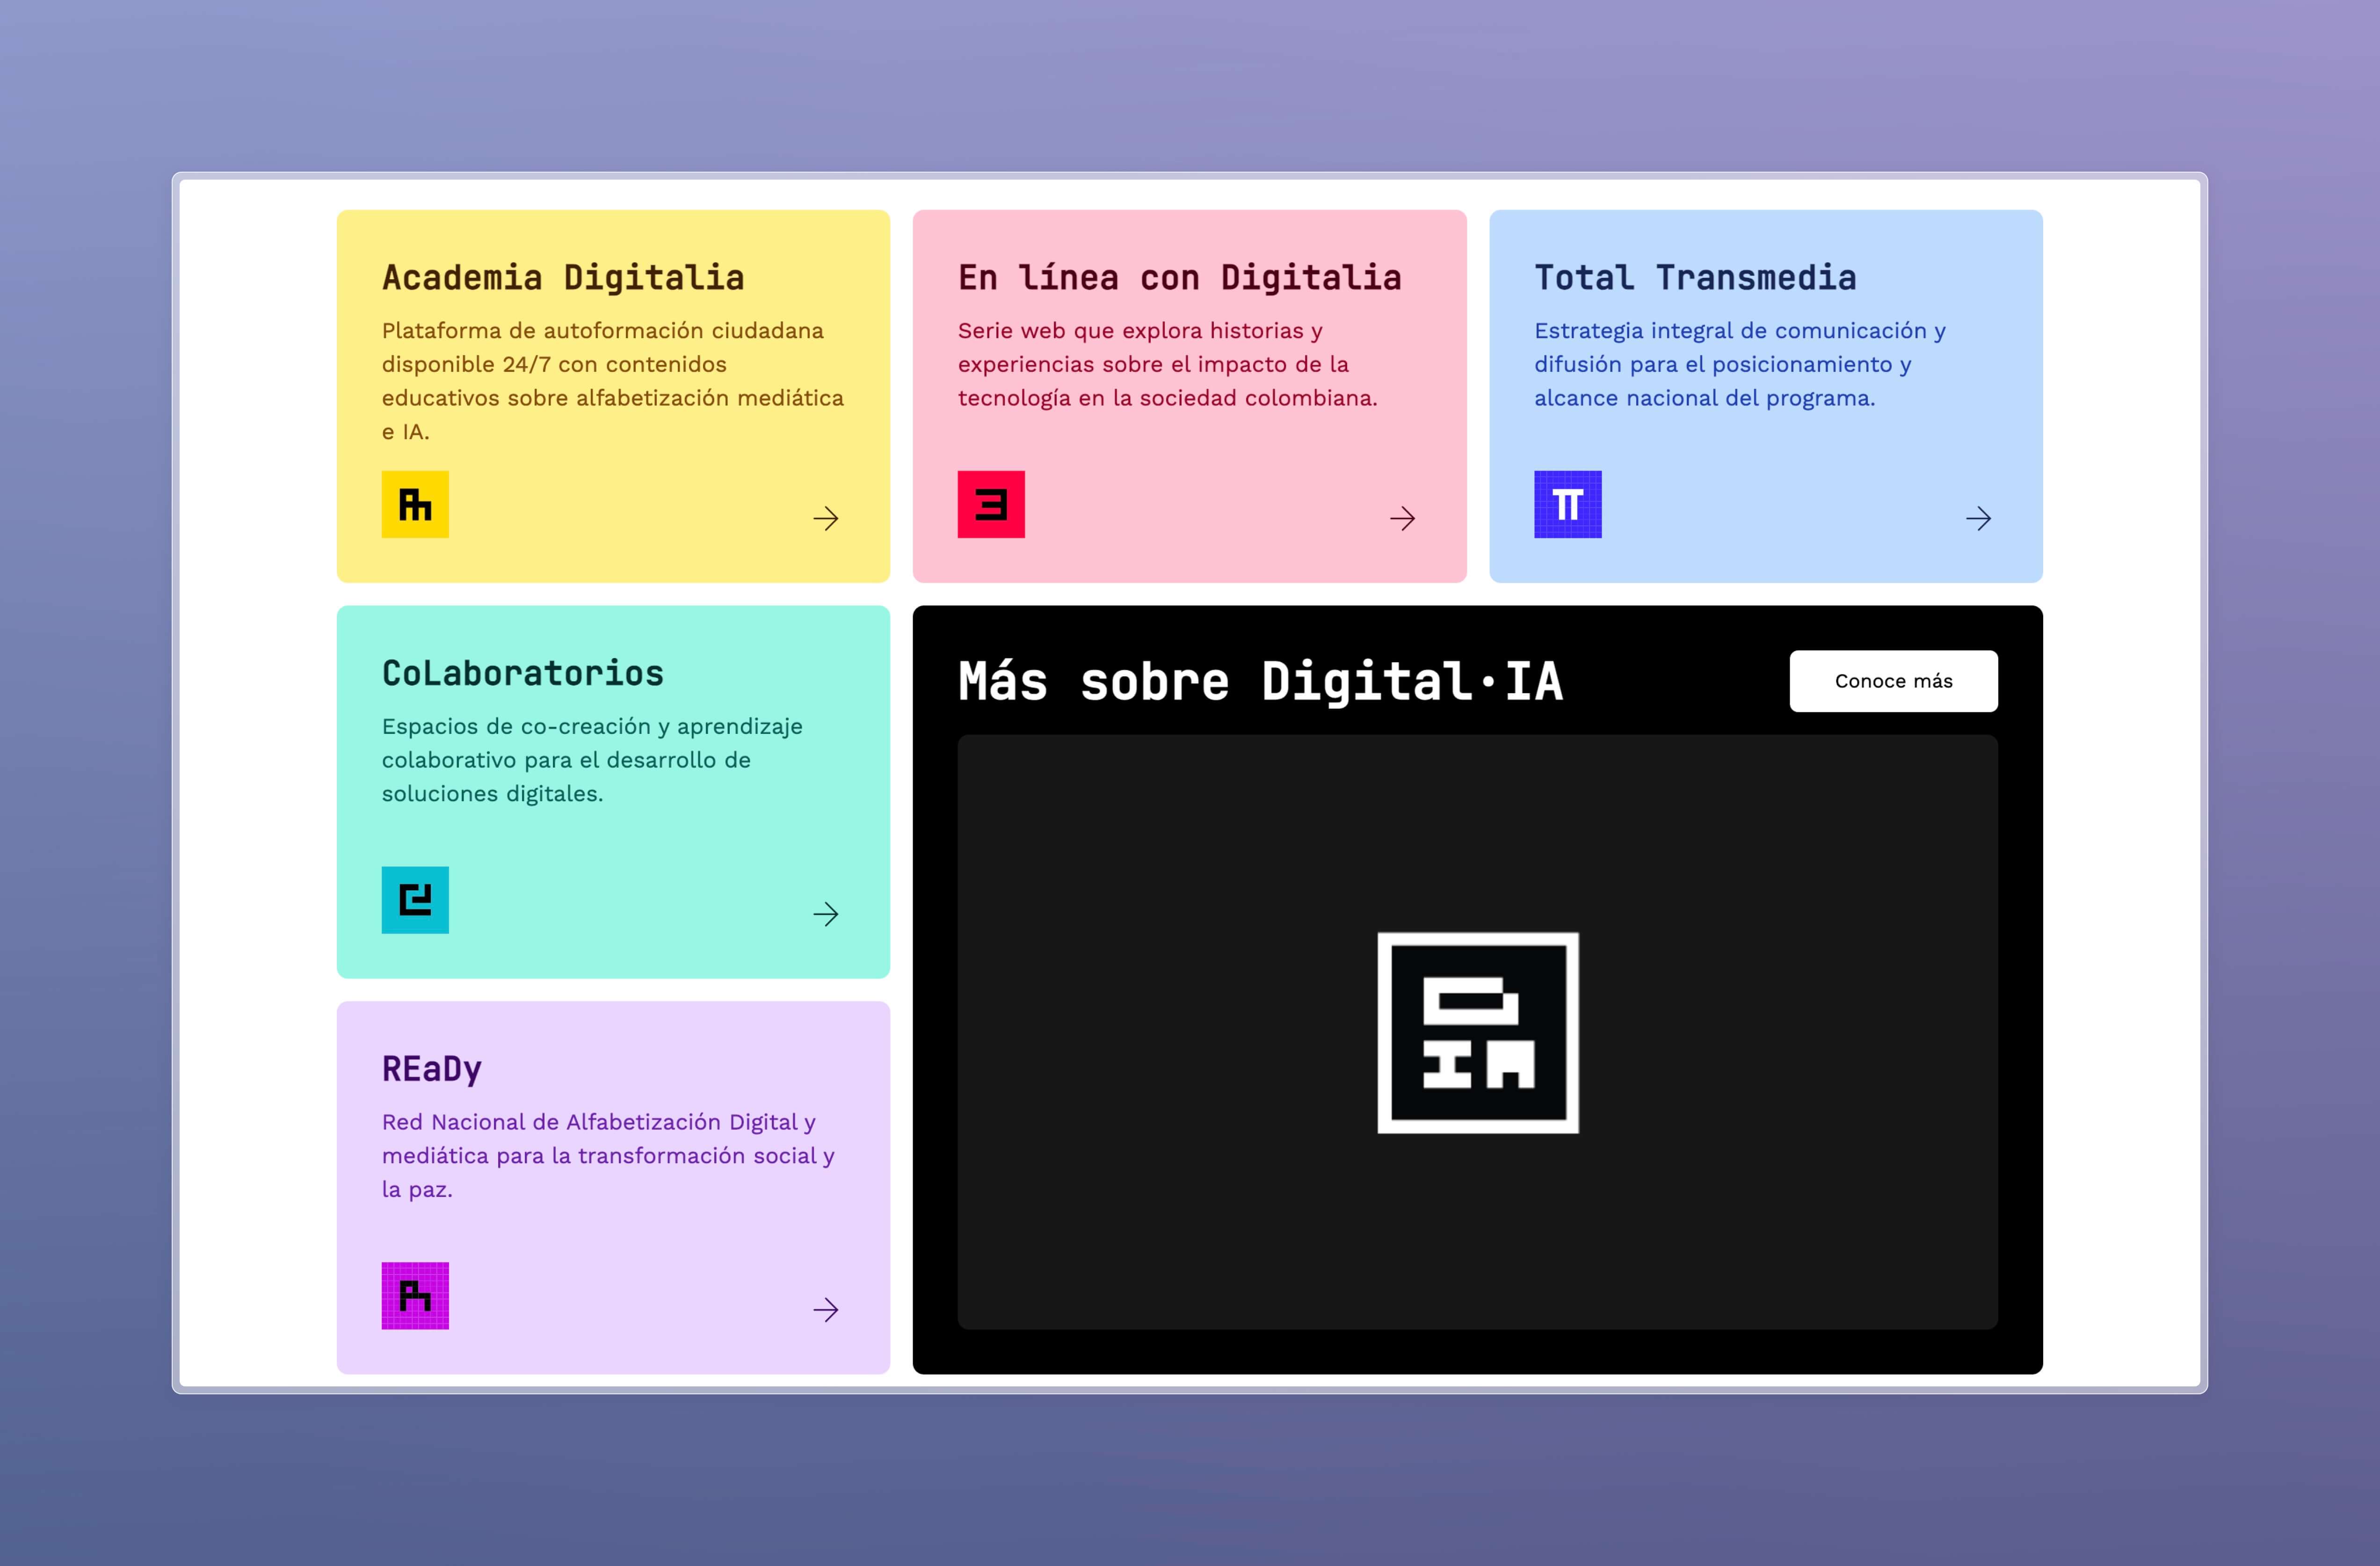 Academia Digitalia
Plataforma de autoformación ciudadana
disponible 24/7 con contenidos
educativos sobre alfabetización mediática
e IA.
En línea con Digitalia
Serie web que explora historias y
experiencias sobre el impacto de la
tecnología en la sociedad colombiana.
Total Transmedia
Estrategia integral de comunicación y
difusión para el posicionamiento y
alcance nacional del programa.
CoLaboratorios
Espacios de co-creación y aprendizaje
colaborativo para el desarrollo de
soluciones digitales.
REaDy
Red Nacional de Alfabetización Digital y
mediática para la transformación social y
la paz.
Más sobre Digital·IA
Conoce más
D
IA